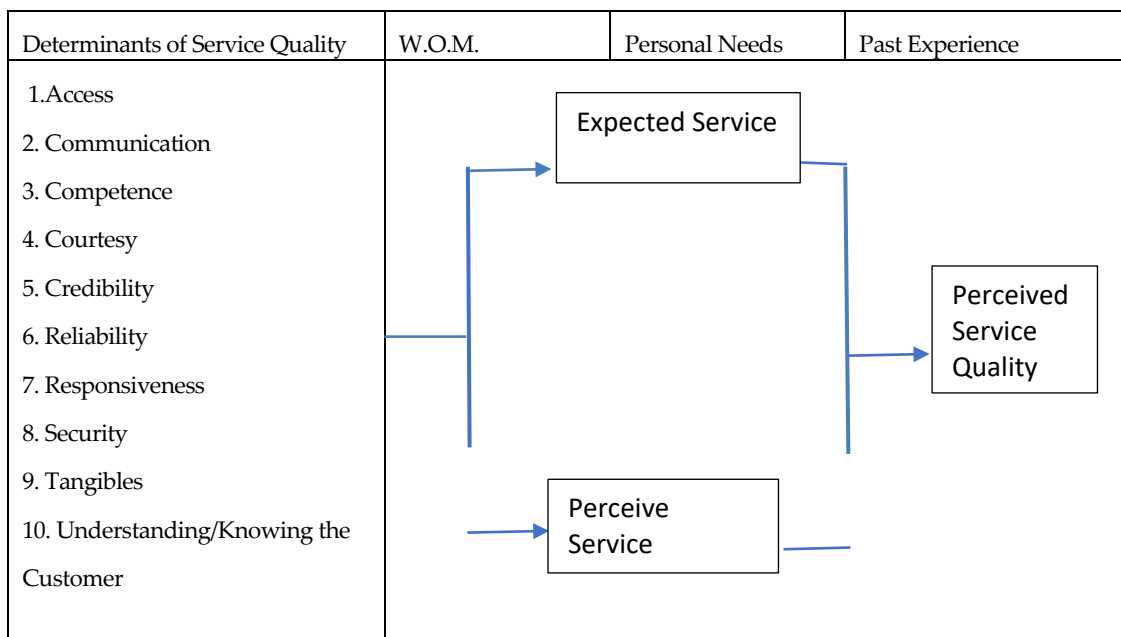 Determinants of Service Quality
W.O.M.
Personal Needs
Past Experience
1.Access
2. Communication
3. Competence
4. Courtesy
5. Credibility
6. Reliability
7. Responsiveness
8. Security
9. Tangibles
10. Understanding/Knowing the
Customer
Expected Service
Perceive
Service
Perceived
Service
Quality